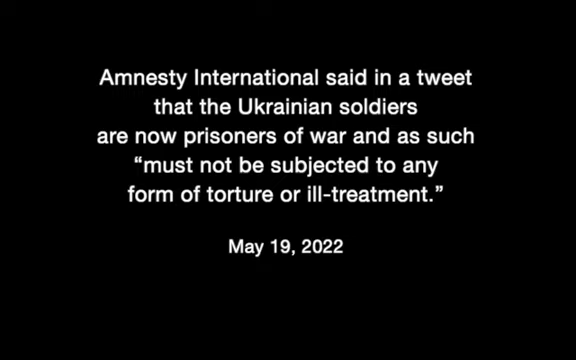 Amnesty International said in a tweet
that the Ukrainian soldiers
are now prisoners of war and as such
“must not be subjected to any
form of torture or ill-treatment.”
May 19, 2022